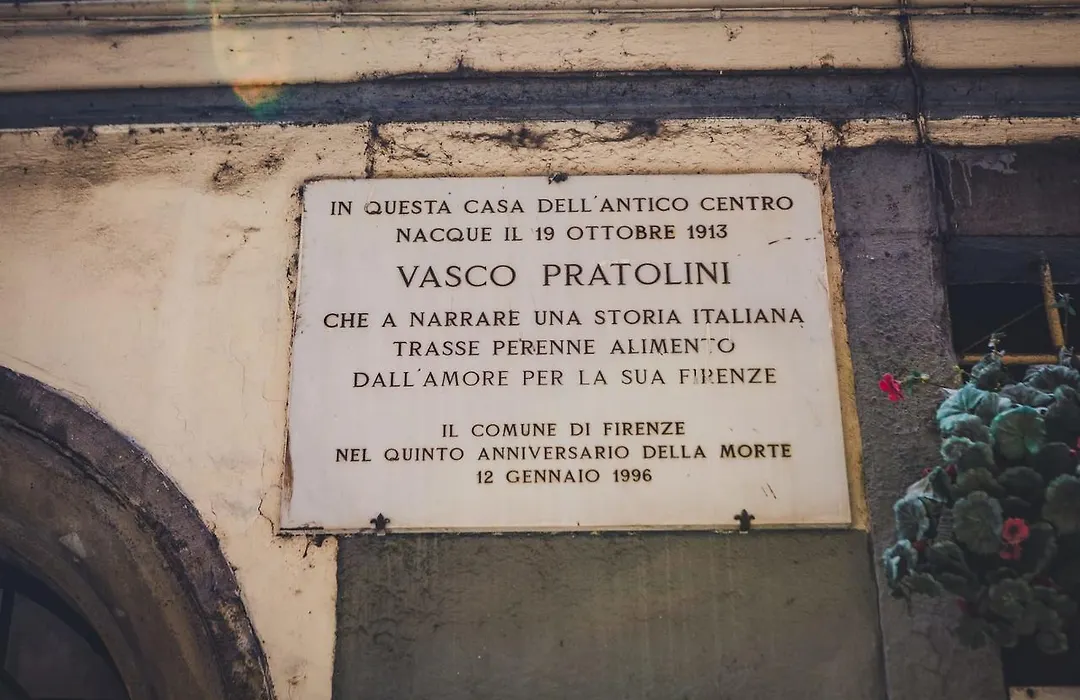 IN QUESTA CASA DELL'ANTICO CENTRO
NACQUE IL 19 OTTOBRE 1913
VASCO PRATOLINI
CHE A NARRARE UNA STORIA ITALIANA
TRASSE PERENNE ALIMENTO
DALL'AMORE PER LA SUA FIRENZE
IL COMUNE DI FIRENZE
NEL QUINTO ANNIVERSARIO DELLA MORTE
12 GENNAIO 1996